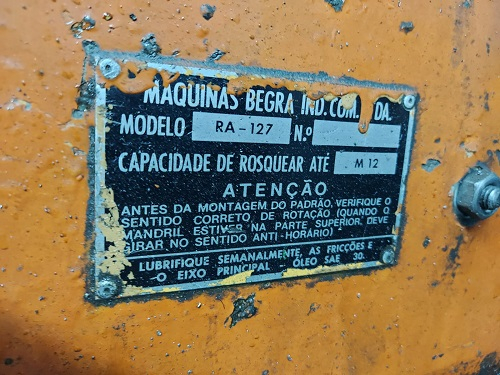 MAQUINAS BEGRA IND.COM. DA.
MODELO RA-127 N.º
CAPACIDADE DE ROSQUEAR ATÉ M 12
ATENÇÃO
ANTES DA MONTAGEM DO PADRÃO, VERIFIQUE O
SENTIDO CORRETO DE ROTAÇÃO (QUANDO O
MANDRIL ESTIVER NA PARTE SUPERIOR, DEVE
GIRAR NO SENTIDO ANTI-HORÁRIO)
LUBRIFIQUE SEMANALMENTE, AS FRICÇÕES E
O EIXO PRINCIPAL - ÓLEO SAE 30.